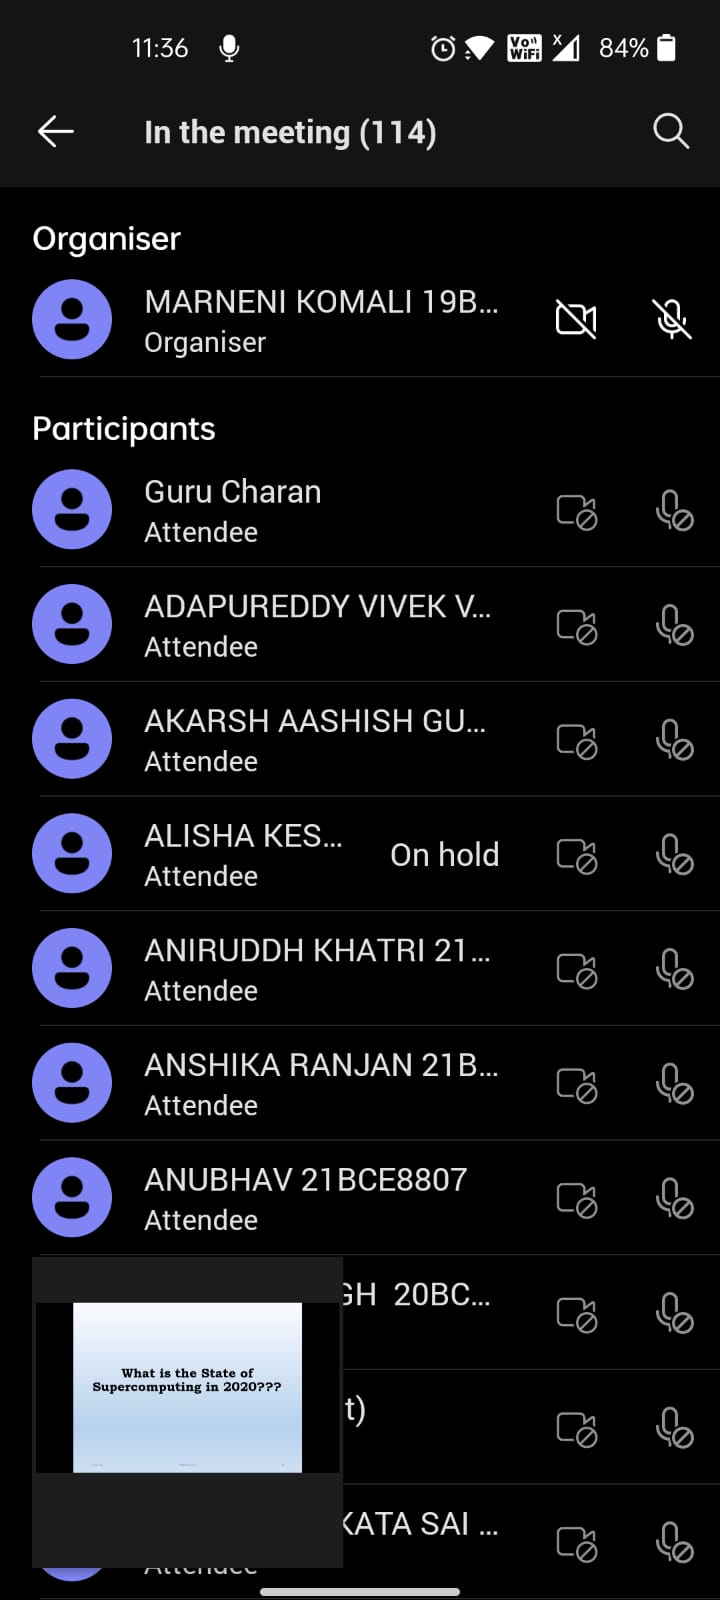 11:36
Vo WiFi
x
84%
In the meeting (114)
Organiser
MARNENI KOMALI 19B...
Organiser
Participants
Guru Charan
Attendee
ADAPUREDDY VIVEK V...
Attendee
AKARSH AASHISH GU...
Attendee
ALISHA KES...
On hold
Attendee
ANIRUDDH KHATRI 21...
Attendee
ANSHIKA RANJAN 21B...
Attendee
ANUBHAV 21BCE8807
Attendee
GH 20BC...
What is the State of
Supercomputing in 2020???
t)
KATA SAI ...
Attendee